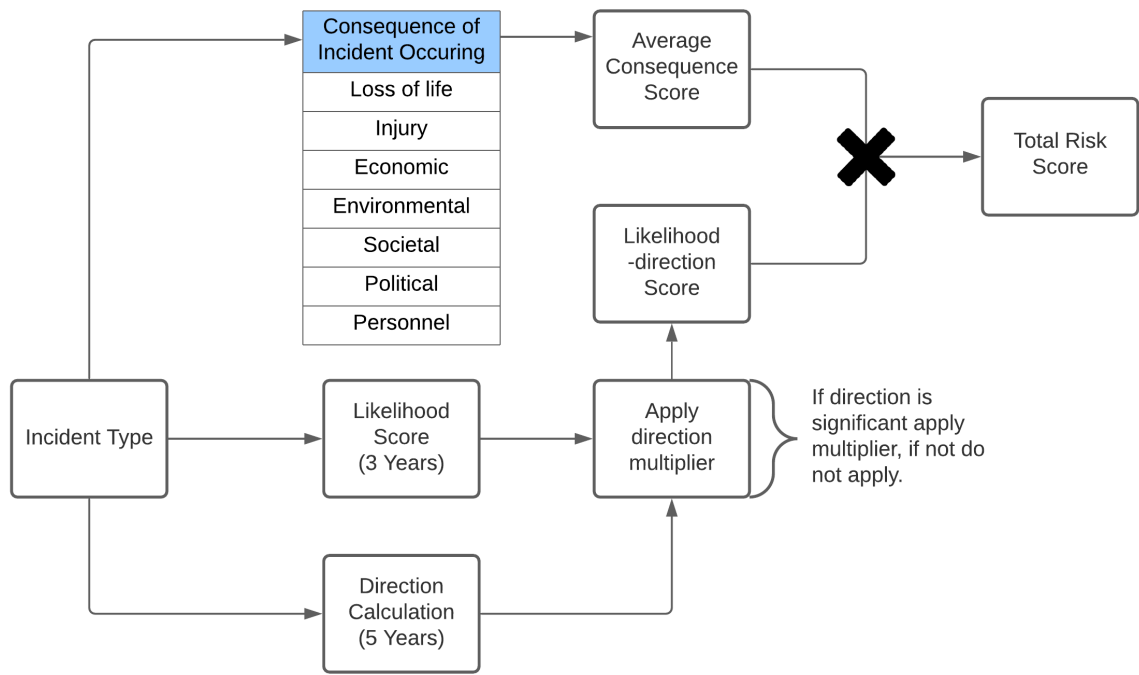 Consequence of
Incident Occuring
Loss of life
Injury
Economic
Environmental
Societal
Political
Personnel
Average
Consequence
Score
Total Risk
Score
Likelihood
-direction
Score
Incident Type
Likelihood
Score
(3 Years)
Apply
direction
multiplier
If direction is
significant apply
multiplier, if not do
not apply.
Direction
Calculation
(5 Years)